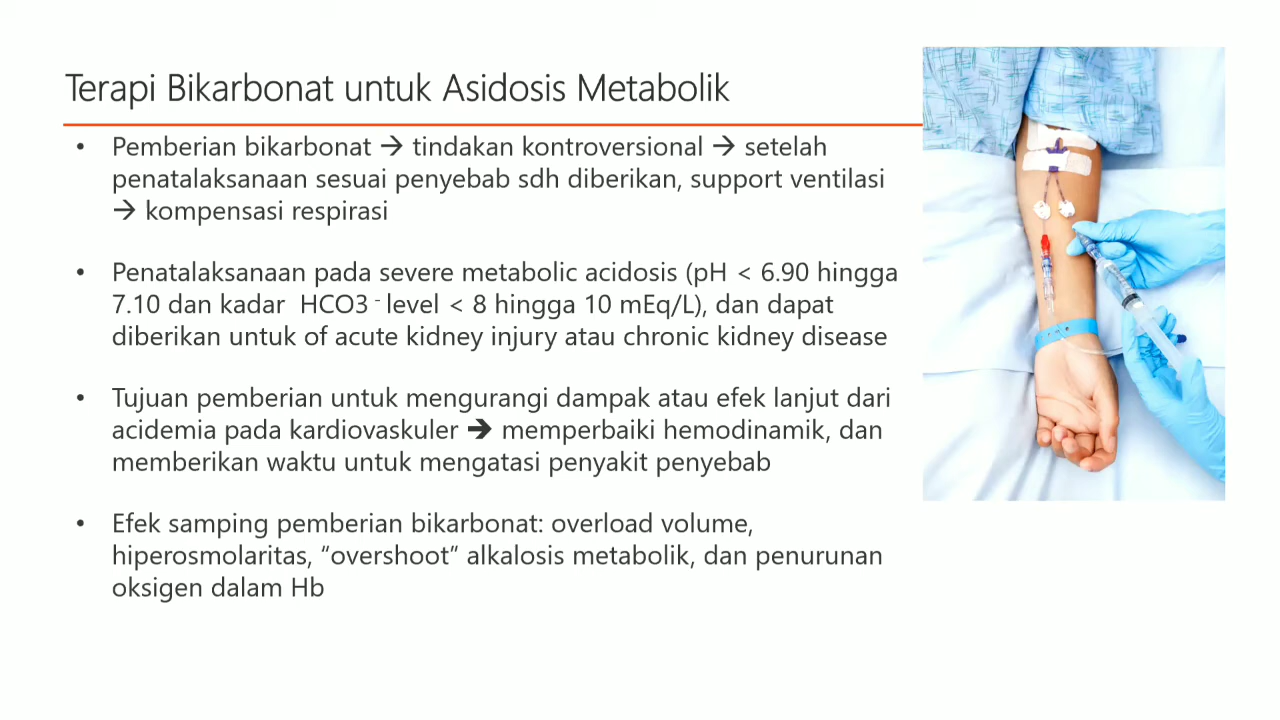 Terapi Bikarbonat untuk Asidosis Metabolik
• Pemberian bikarbonat → tindakan kontroversional → setelah
penatalaksanaan sesuai penyebab sdh diberikan, support ventilasi
→ kompensasi respirasi
• Penatalaksanaan pada severe metabolic acidosis (pH < 6.90 hingga
7.10 dan kadar HCO3 - level < 8 hingga 10 mEq/L), dan dapat
diberikan untuk of acute kidney injury atau chronic kidney disease
• Tujuan pemberian untuk mengurangi dampak atau efek lanjut dari
acidemia pada kardiovaskuler ➔ memperbaiki hemodinamik, dan
memberikan waktu untuk mengatasi penyakit penyebab
• Efek samping pemberian bikarbonat: overload volume,
hiperosmolaritas, “overshoot” alkalosis metabolik, dan penurunan
oksigen dalam Hb